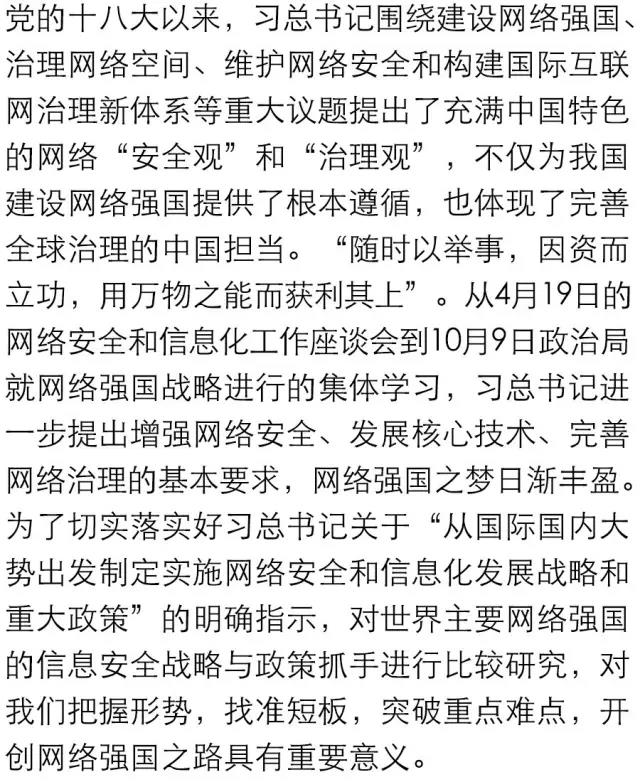 党的十八大以来，习总书记围绕建设网络强国、
治理网络空间、维护网络安全和构建国际互联
网治理新体系等重大议题提出了充满中国特色
的网络“安全观”和“治理观”，不仅为我国
建设网络强国提供了根本遵循，也体现了完善
全球治理的中国担当。“随时以举事，因资而
立功，用万物之能而获利其上”。从4月19日的
网络安全和信息化工作座谈会到10月9日政治局
就网络强国战略进行的集体学习，习总书记进
一步提出增强网络安全、发展核心技术、完善
网络治理的基本要求，网络强国之梦日渐丰盈。
为了切实落实好习总书记关于“从国际国内大
势出发制定实施网络安全和信息化发展战略和
重大政策”的明确指示，对世界主要网络强国
的信息安全战略与政策抓手进行比较研究，对
我们把握形势，找准短板，突破重点难点，开
创网络强国之路具有重要意义。